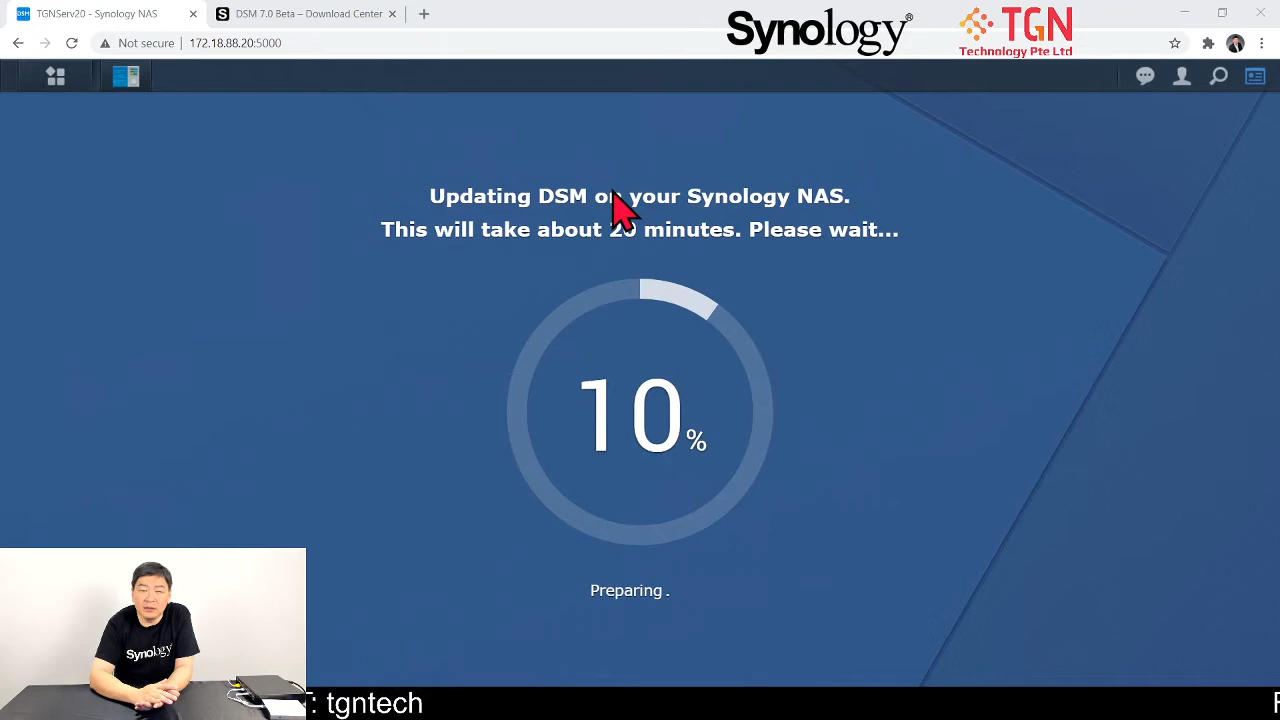 TGNServ20 - Synology NAS
DSM 7.0 Beta – Download Center
Not secure
172.18.88.20:5000
Synology®
TGN
Technology Pte Ltd
Updating DSM on your Synology NAS.
This will take about 20 minutes. Please wait...
10%
Preparing .
Synology
: tgntech